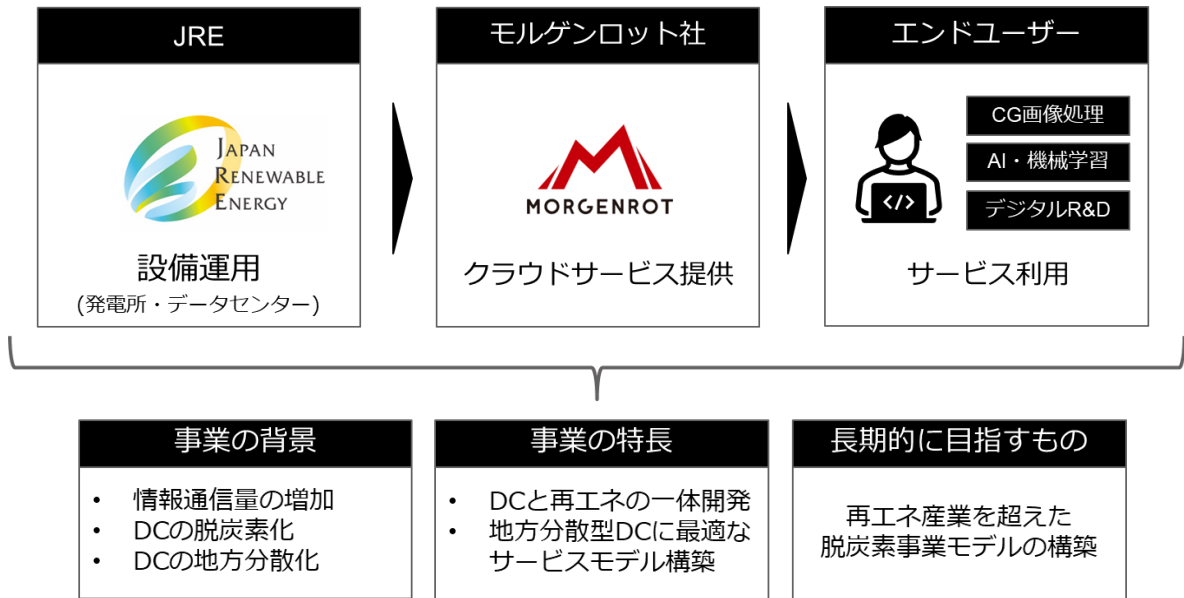 JRE
JAPAN
RENEWABLE
ENERGY
設備運用
(発電所・データセンター)
モルゲンロット社
MORGENROT
クラウドサービス提供
エンドユーザー
</>
CG画像処理
AI・機械学習
デジタルR&D
サービス利用
事業の背景
• 情報通信量の増加
• DCの脱炭素化
• DCの地方分散化
事業の特長
• DCと再エネの一体開発
• 地方分散型DCに最適な
サービスモデル構築
長期的に目指すもの
再エネ産業を超えた
脱炭素事業モデルの構築